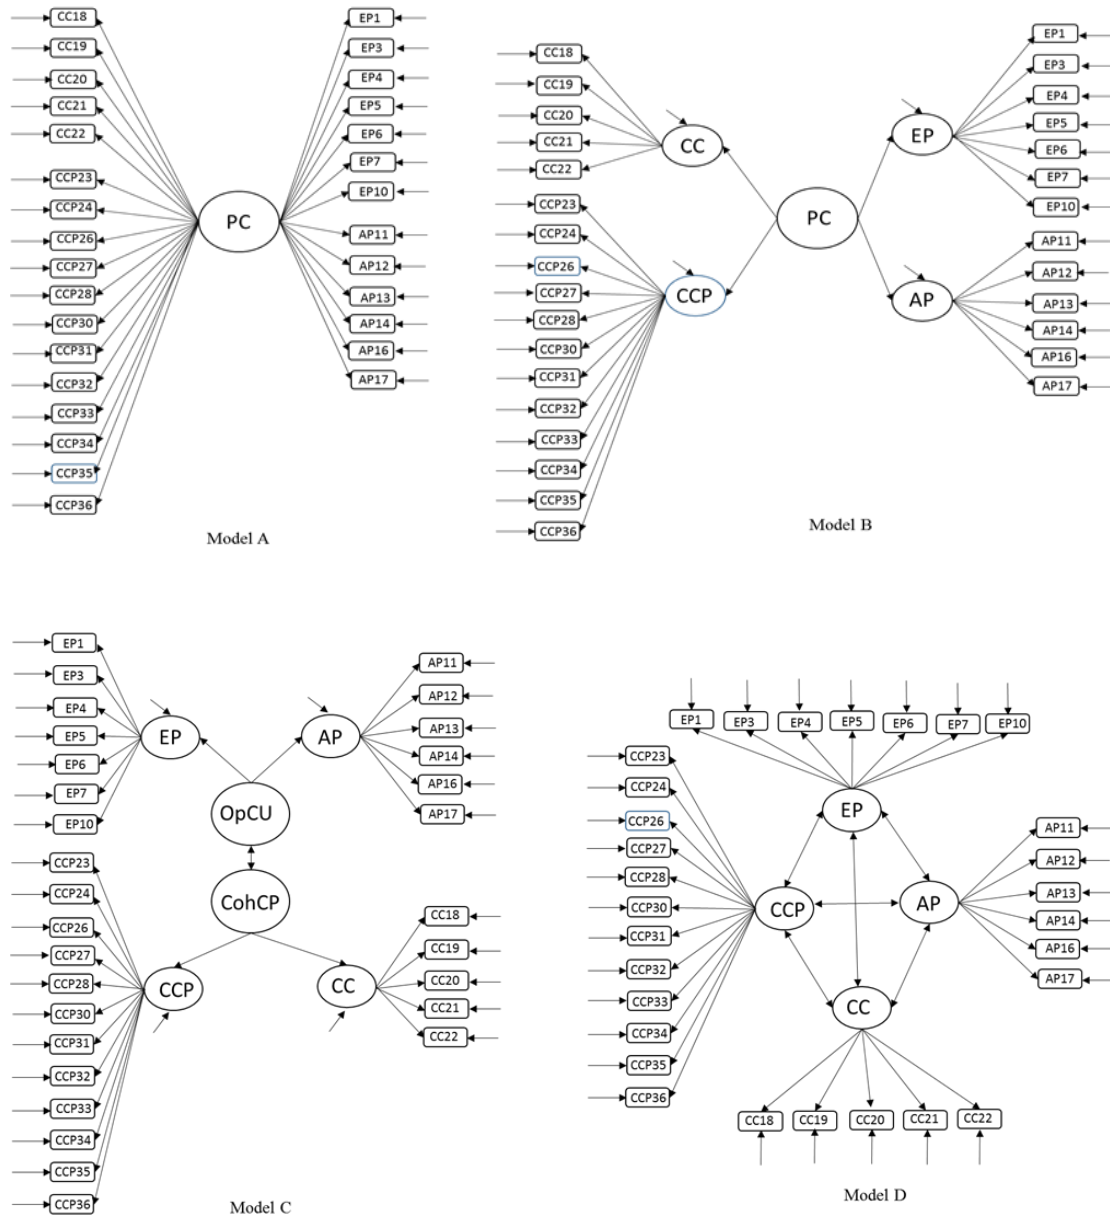 CC18
CC19
CC20
CC21
CC22
CCP23
CCP24
CCP26
CCP27
CCP28
CCP30
CCP31
CCP32
CCP33
CCP34
CCP35
CCP36
PC
EP1
EP3
EP4
EP5
EP6
EP7
EP10
AP11
AP12
AP13
AP14
AP16
AP17
Model A
CC18
CC19
CC20
CC21
CC22
CCP23
CCP24
CCP26
CCP27
CCP28
CCP30
CCP31
CCP32
CCP33
CCP34
CCP35
CCP36
CC
CCP
PC
EP
AP
EP1
EP3
EP4
EP5
EP6
EP7
EP10
AP11
AP12
AP13
AP14
AP16
AP17
Model B
EP1
EP3
EP4
EP5
EP6
EP7
EP10
CCP23
CCP24
CCP26
CCP27
CCP28
CCP30
CCP31
CCP32
CCP33
CCP34
CCP35
CCP36
EP
AP
OpCU
CohCP
CCP
CC
AP11
AP12
AP13
AP14
AP16
AP17
CC18
CC19
CC20
CC21
CC22
Model C
EP1
EP3
EP4
EP5
EP6
EP7
EP10
CCP23
CCP24
CCP26
CCP27
CCP28
CCP30
CCP31
CCP32
CCP33
CCP34
CCP35
CCP36
EP
CCP
AP
CC
AP11
AP12
AP13
AP14
AP16
AP17
CC18
CC19
CC20
CC21
CC22
Model D